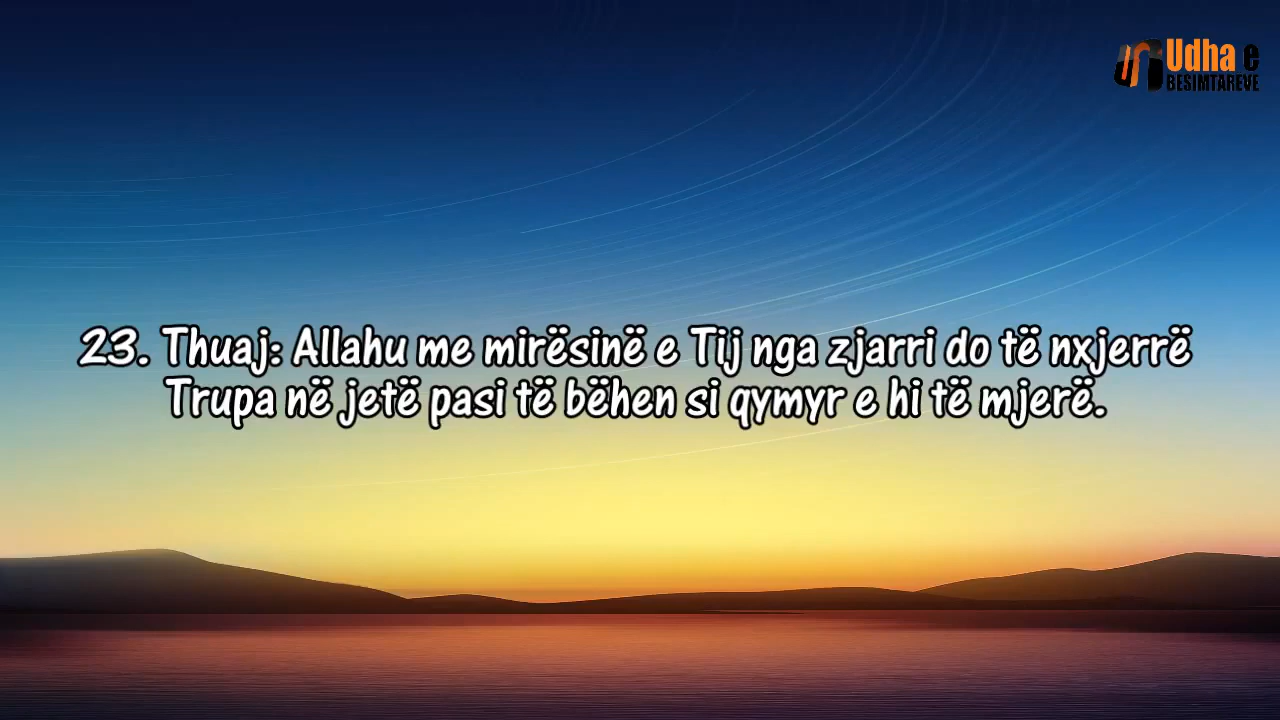 Udha e
BESIMTARËVE
23. Thuaj: Allahu me mirësinë e Tij nga zjarri do të nxjerrë
Trupa në jetë pasi të bëhen si qymyr e hi të mjerë.